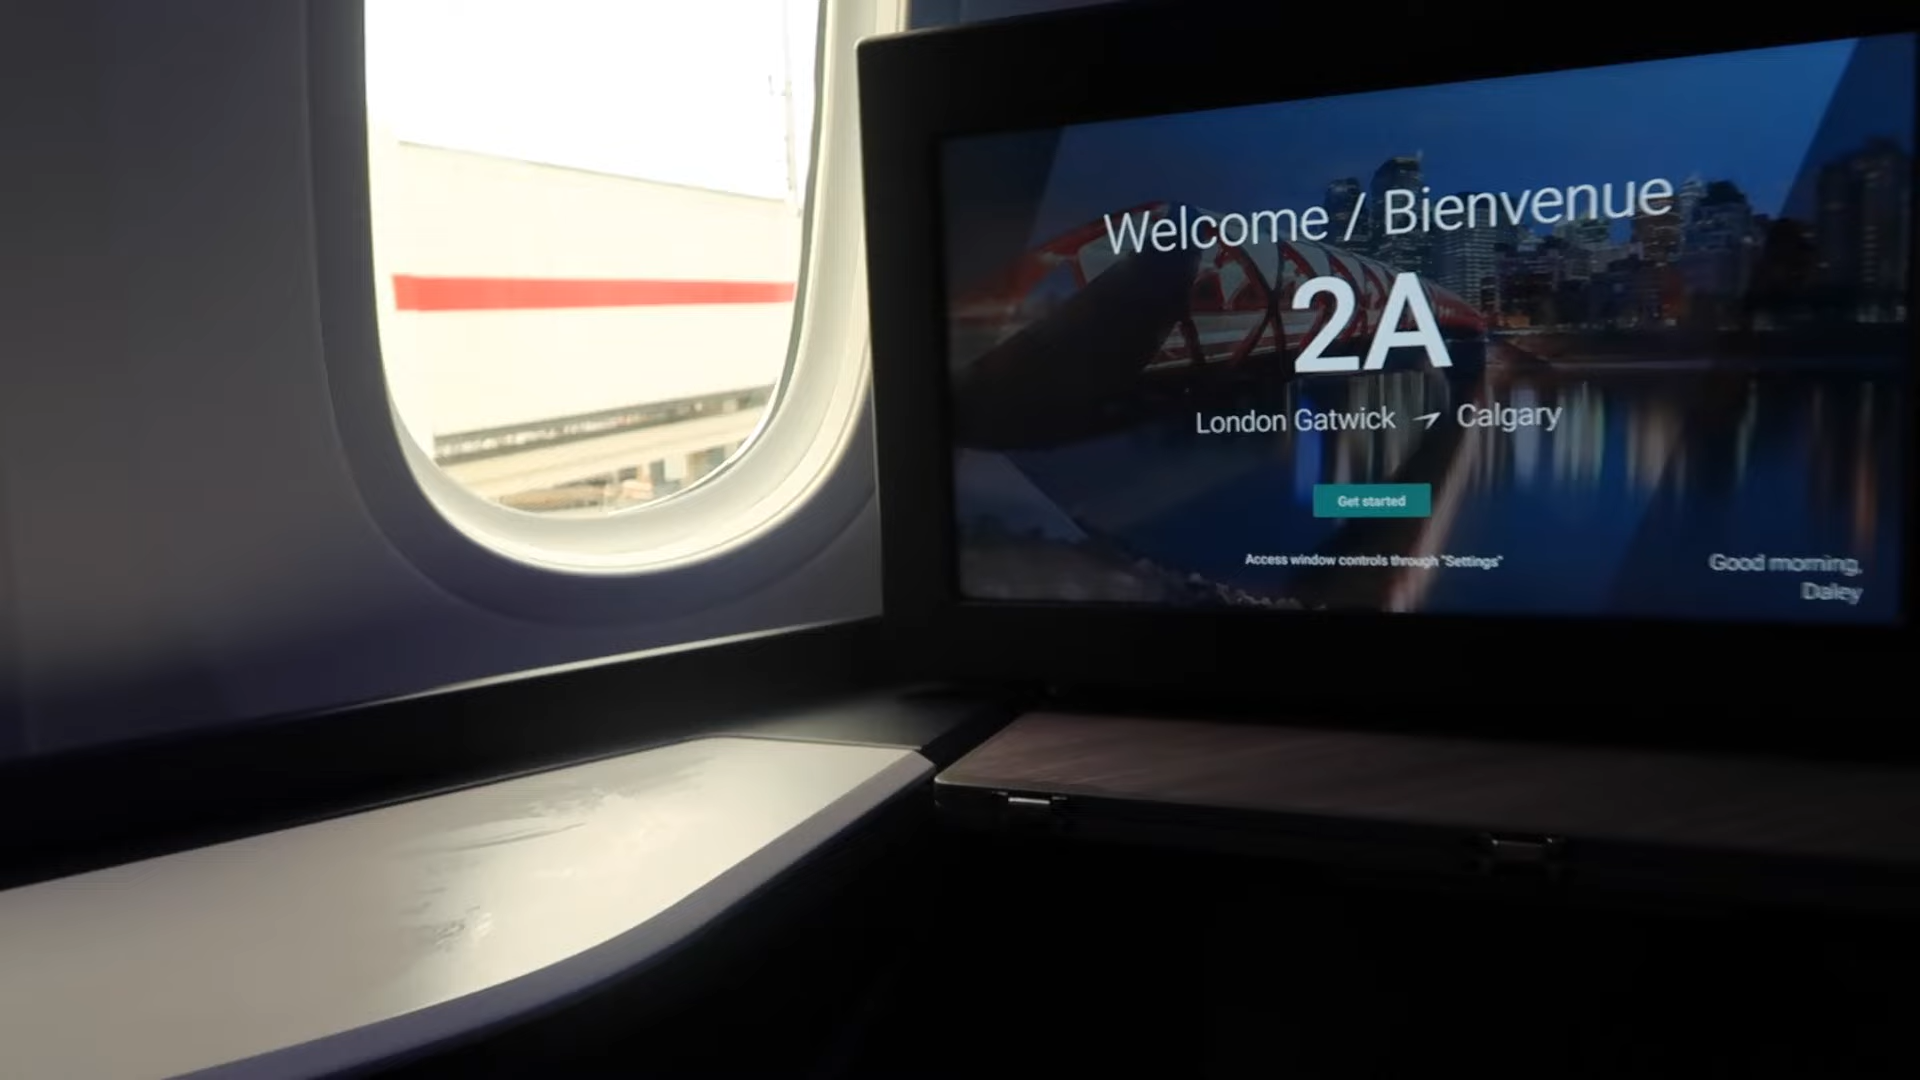 Welcome / Bienvenue
2A
London Gatwick → Calgary
Get started
Access window controls through "Settings"
Good morning,
Daley